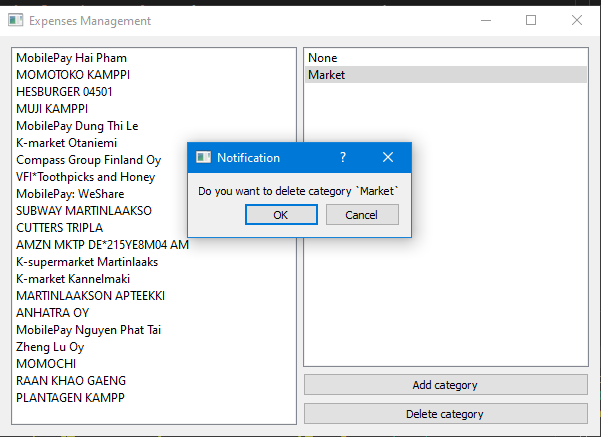 Expenses Management
MobilePay Hai Pham
MOMOTOKO KAMPPI
HESBURGER 04501
MUJI KAMPPI
MobilePay Dung Thi Le
K-market Otaniemi
Compass Group Finland Oy
VFI*Toothpicks and Honey
MobilePay: WeShare
SUBWAY MARTINLAAKSO
CUTTERS TRIPLA
AMZN MKTP DE*215YE8M04 AM
K-supermarket Martinlaaks
K-market Kannelmaki
MARTINLAAKSON APTEEKKI
ANHATRA OY
MobilePay Nguyen Phat Tai
Zheng Lu Oy
MOMOCHI
RAAN KHAO GAENG
PLANTAGEN KAMPP
None
Market
Notification ?
Do you want to delete category `Market`
OK Cancel
Add category
Delete category